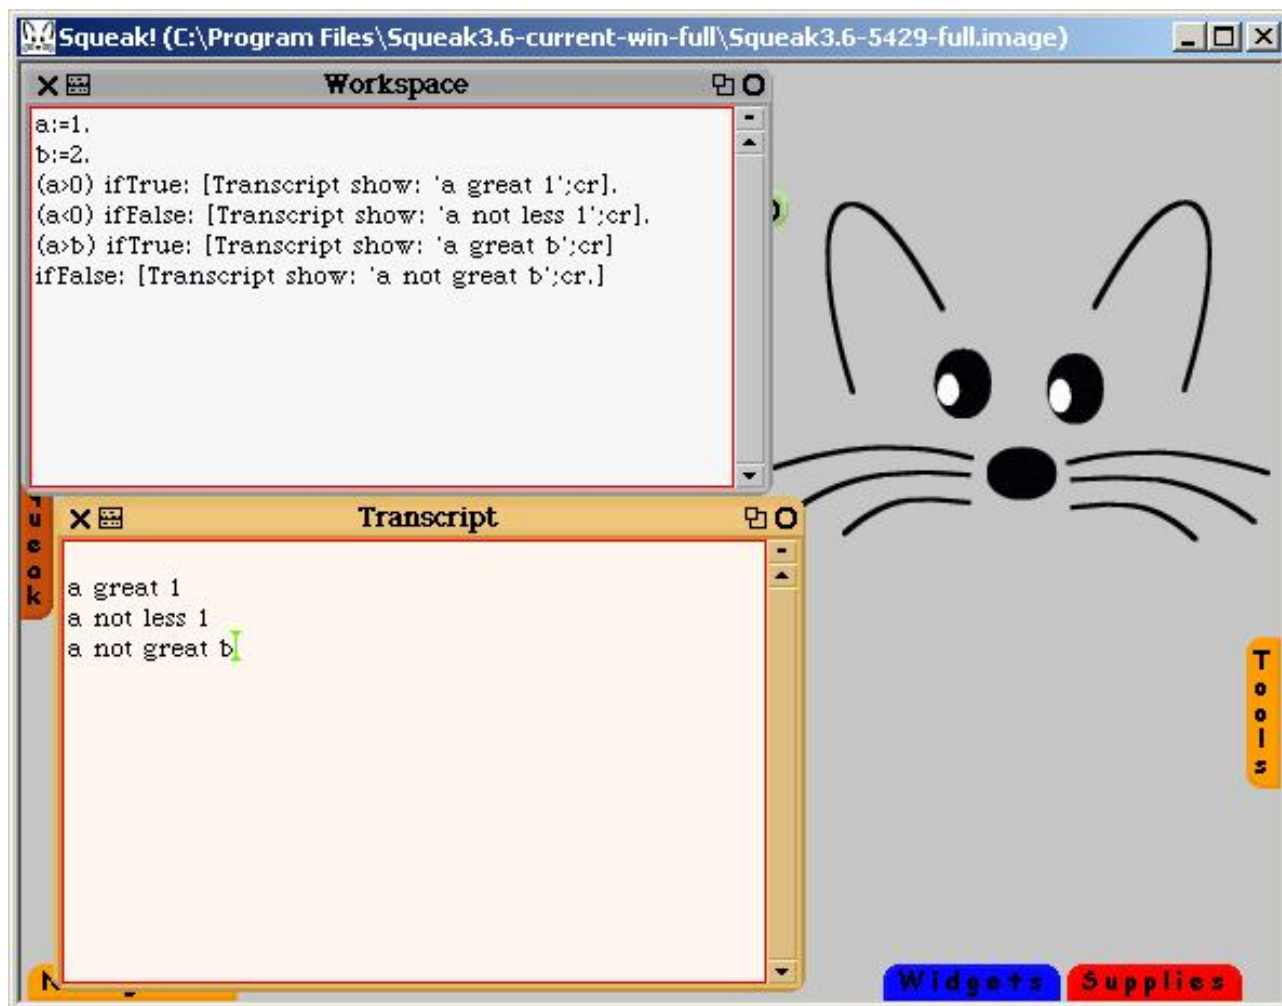 Squeak! (C:\Program Files\Squeak3.6-current-win-full\Squeak3.6-5429-full.image)
Workspace
a:=1.
b:=2.
(a>0) ifTrue: [Transcript show: 'a great 1';cr].
(a<0) ifFalse: [Transcript show: 'a not less 1';cr].
(a>b) ifTrue: [Transcript show: 'a great b';cr]
ifFalse: [Transcript show: 'a not great b';cr.]
Transcript
a great 1
a not less 1
a not great b
Tools
Widgets
Supplies